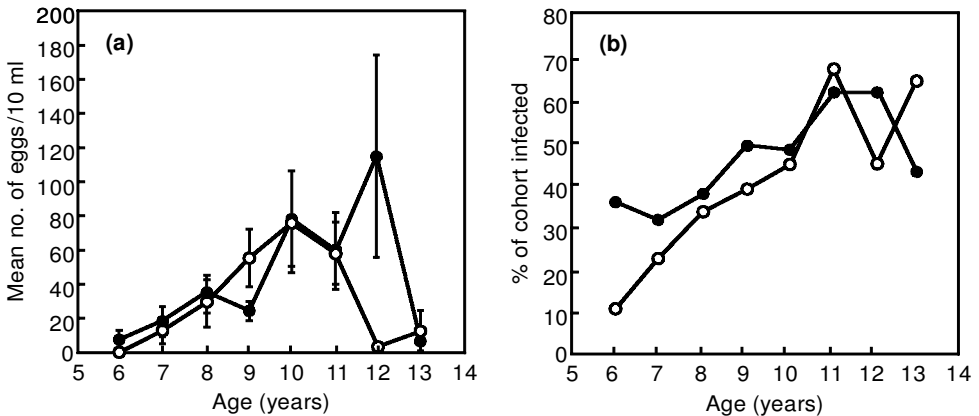 (a)
Mean no. of eggs/10 ml
200
180
160
140
120
100
80
60
40
20
0
5 6 7 8 9 10 11 12 13 14
Age (years)
(b)
% of cohort infected
80
70
60
50
40
30
20
10
0
5 6 7 8 9 10 11 12 13 14
Age (years)